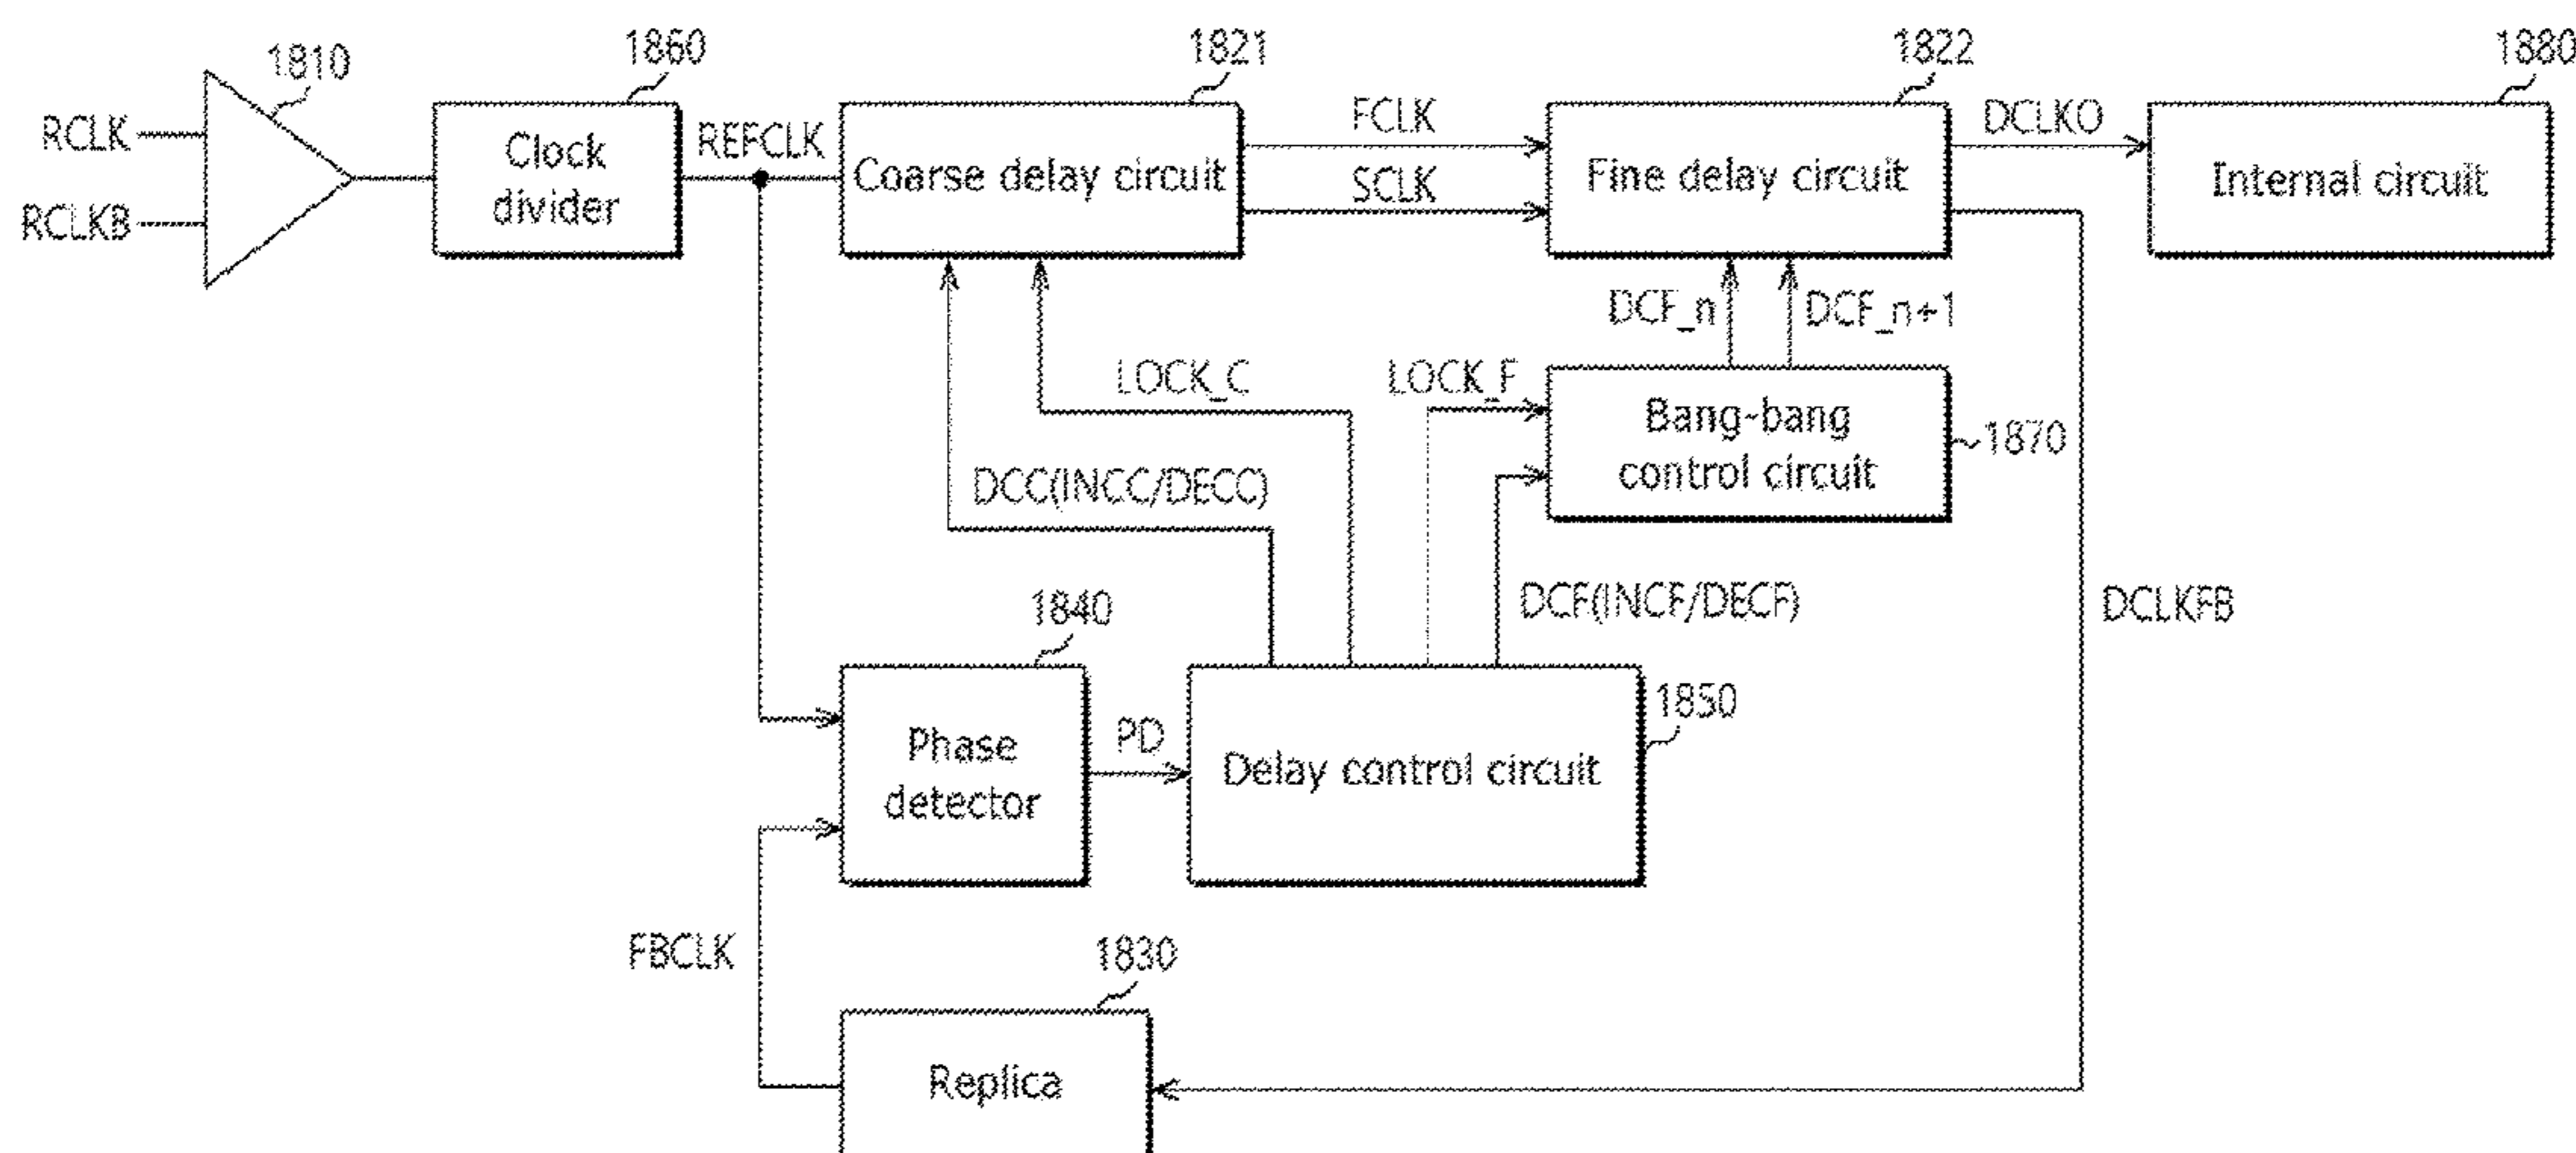 1810
1860
1821
1822
1880
RCLK
RCLKB
Clock
divider
REFCLK
Coarse delay circuit
FCLK
SCLK
Fine delay circuit
DCLKO
Internal circuit
DCF_n
DCF_n+1
LOCK_C
LOCK_F
Bang-bang
control circuit
1870
DCC(INCC/DECC)
DCF(INCF/DECF)
DCLKFB
1840
1850
Phase
detector
PD
Delay control circuit
FBCLK
1830
Replica